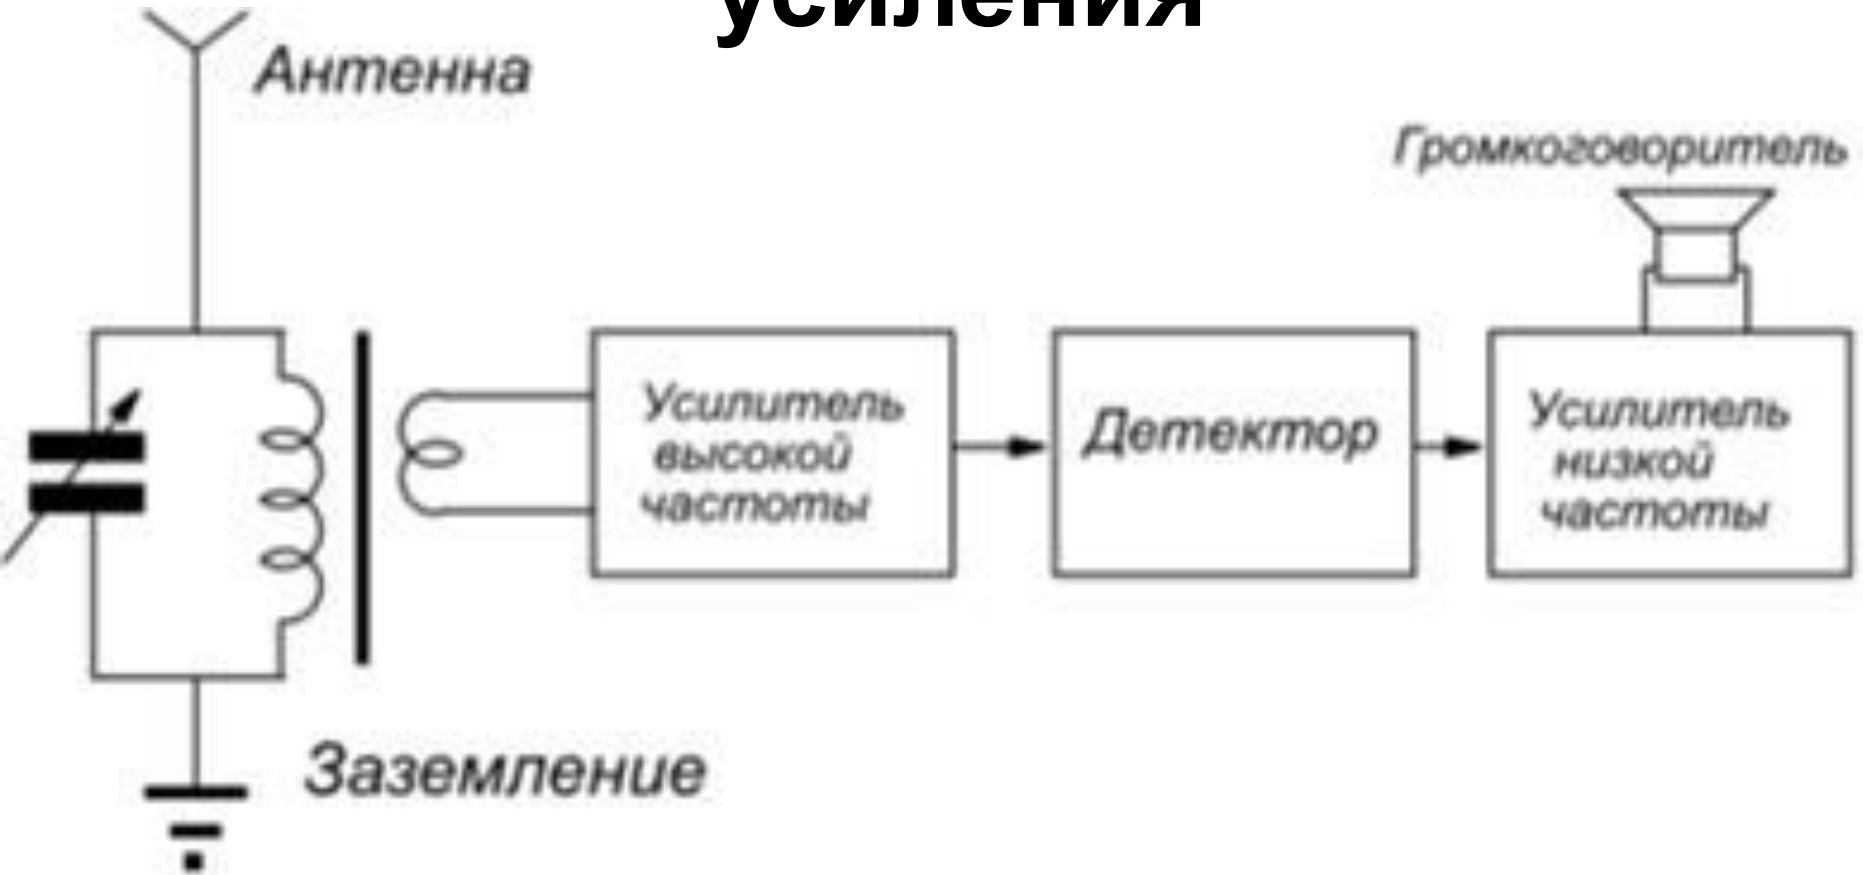 усиления
Антенна
Громкоговоритель
Усилитель
высокой
частоты
Детектор
Усилитель
низкой
частоты
Заземление